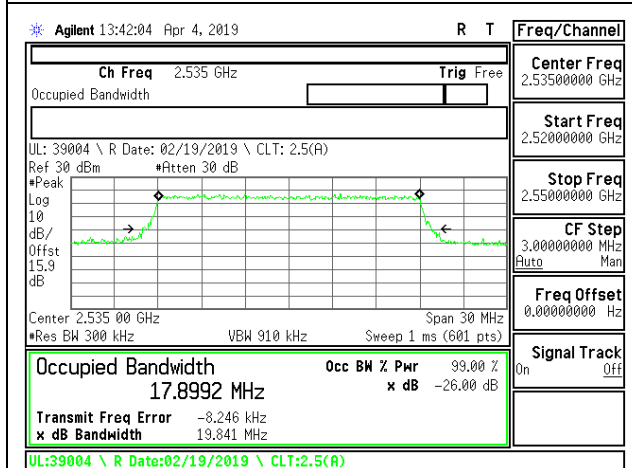 Agilent 13:42:04 Apr 4, 2019 R T
Freq/Channel
Ch Freq 2.535 GHz Trig Free
Occupied Bandwidth
Center Freq
2.53500000 GHz
Start Freq
2.52000000 GHz
Stop Freq
2.55000000 GHz
CF Step
3.00000000 MHz
Auto Man
Freq Offset
0.00000000 Hz
Signal Track
On Off
UL: 39004 \ R Date: 02/19/2019 \ CLT: 2.5(A)
Ref 30 dBm #Atten 30 dB
#Peak
Log
10
dB/
Offst
15.9
dB
Center 2.535 00 GHz Span 30 MHz
#Res BW 300 kHz VBW 910 kHz Sweep 1 ms (601 pts)
Occupied Bandwidth Occ BW % Pwr 99.00 %
17.8992 MHz x dB -26.00 dB
Transmit Freq Error -8.246 kHz
x dB Bandwidth 19.841 MHz
UL:39004 \ R Date:02/19/2019 \ CLT:2.5(A)